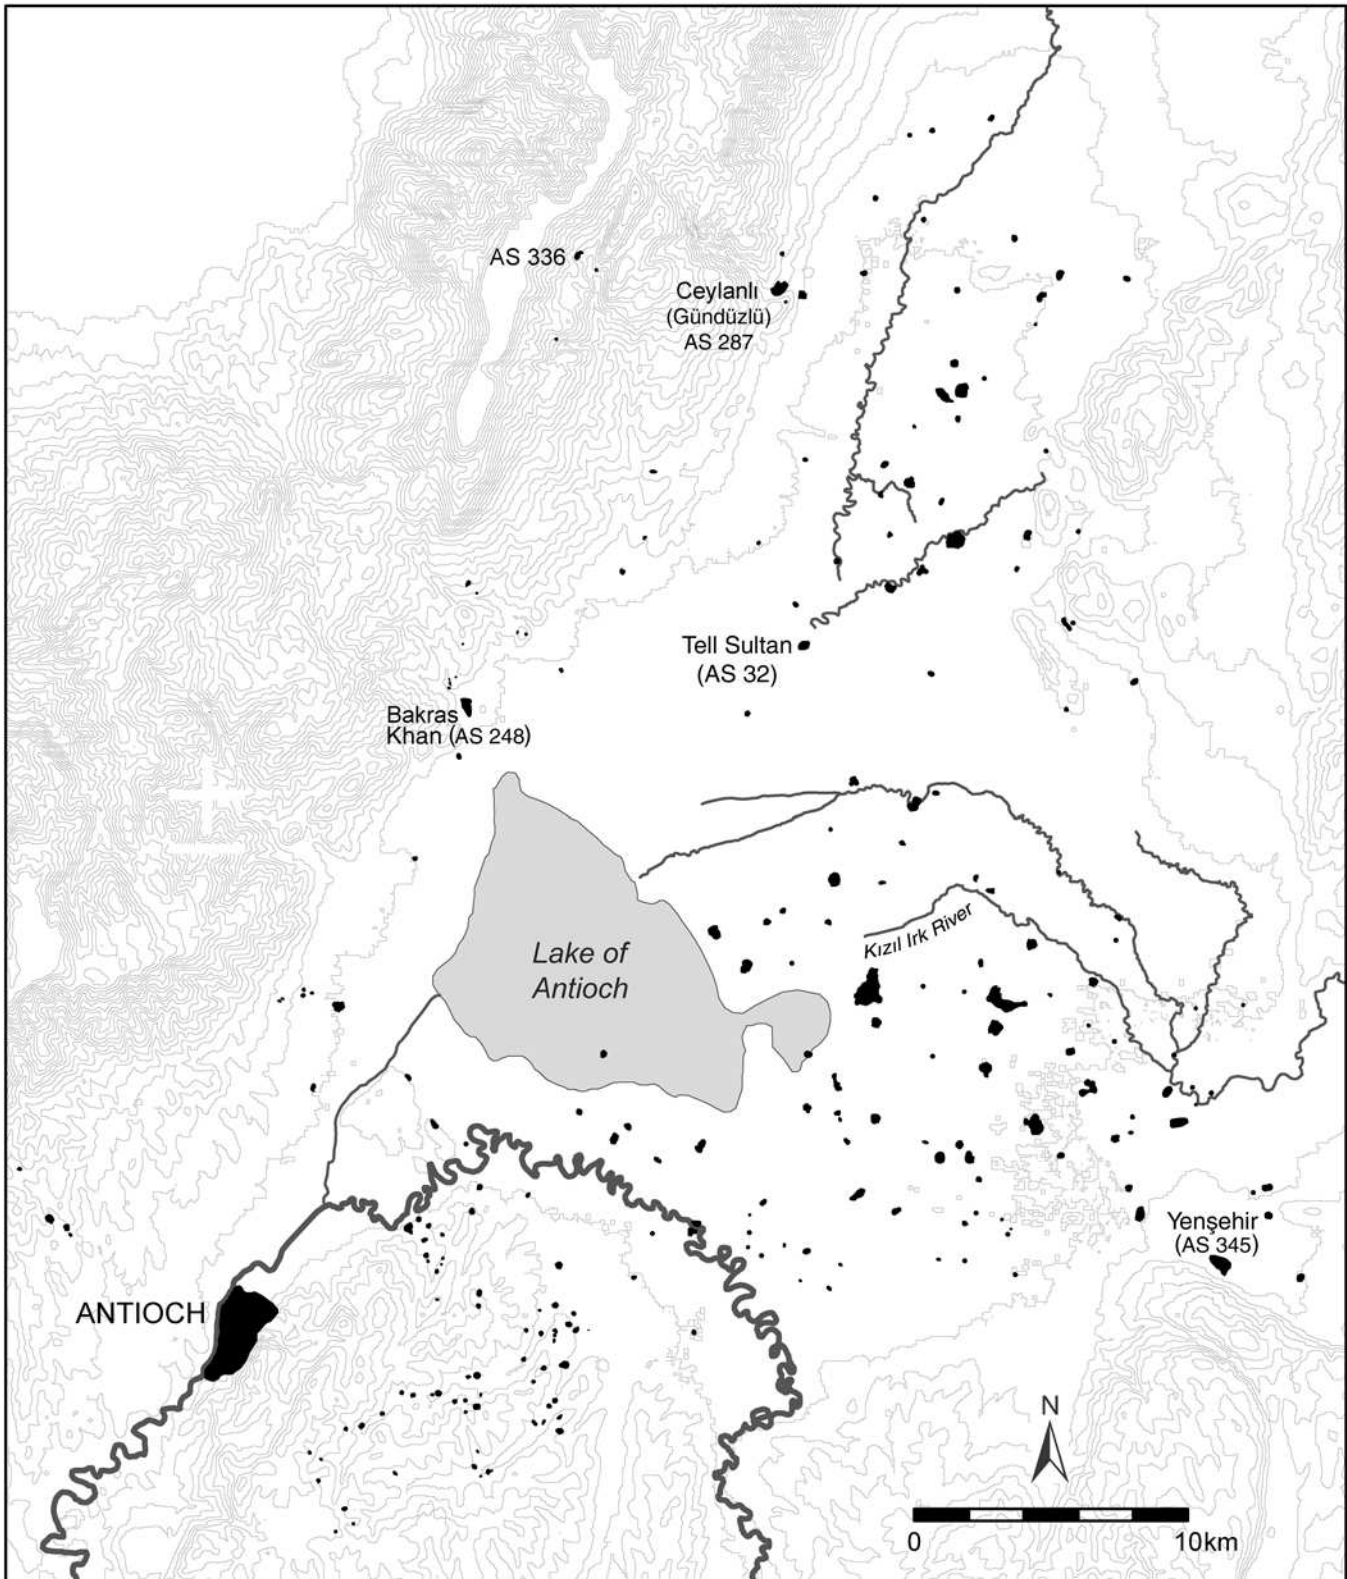 AS 336
Ceylanlı
(Gündüzlü)
AS 287
Tell Sultan
(AS 32)
Bakras
Khan (AS 248)
Kızıl Irk River
Lake of
Antioch
Yenşehir
(AS 345)
ANTIOCH
N
0 10km